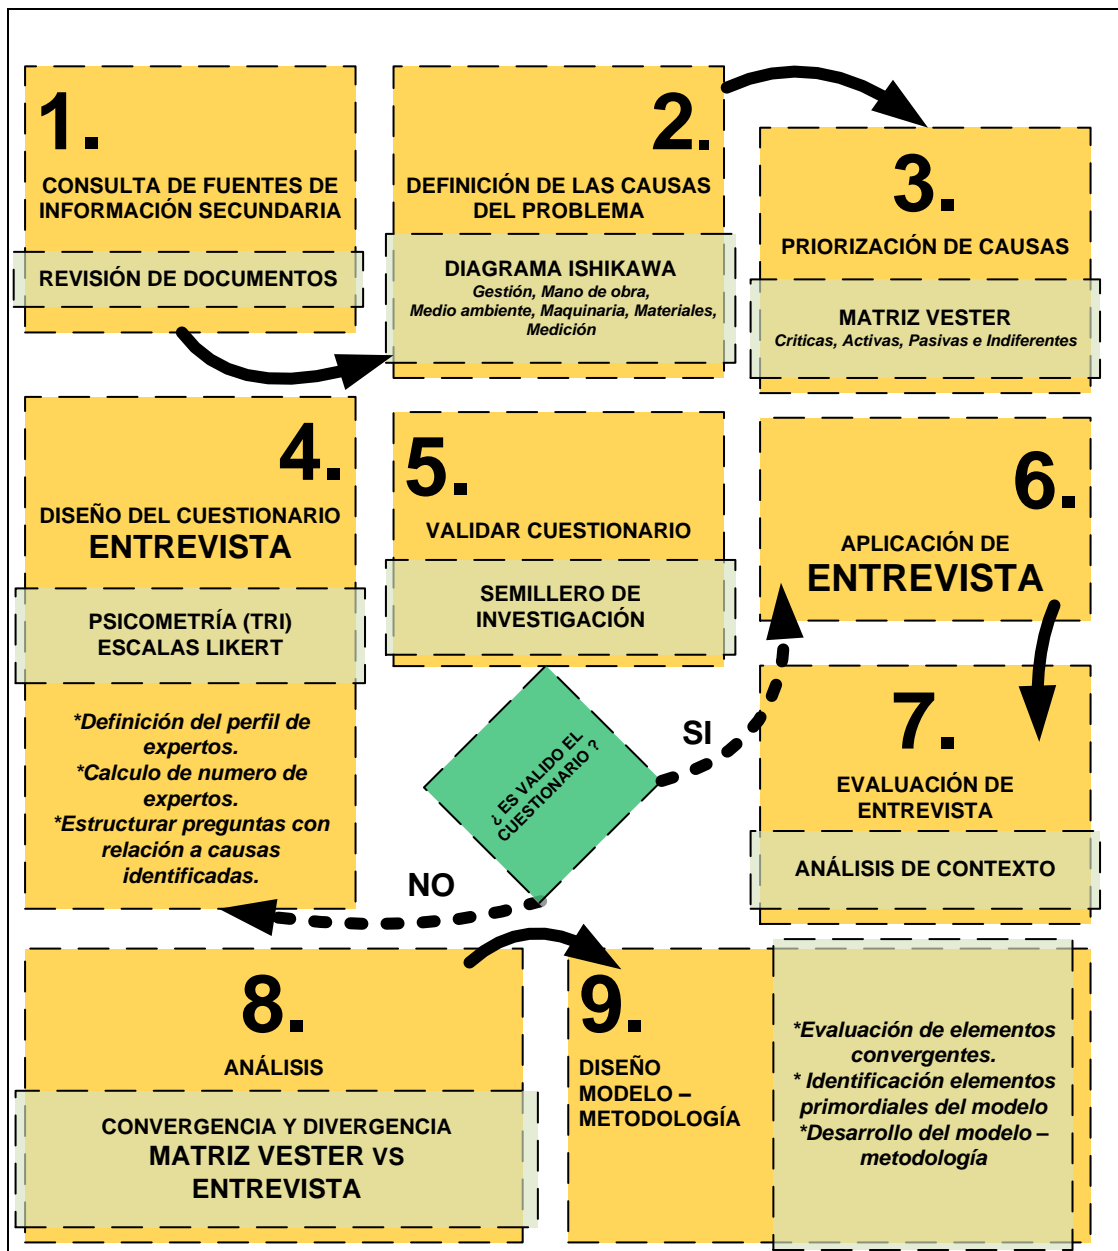 1.
CONSULTA DE FUENTES DE
INFORMACIÓN SECUNDARIA
REVISIÓN DE DOCUMENTOS
2.
DEFINICIÓN DE LAS CAUSAS
DEL PROBLEMA
DIAGRAMA ISHIKAWA
Gestión, Mano de obra,
Medio ambiente, Maquinaria, Materiales,
Medición
3.
PRIORIZACIÓN DE CAUSAS
MATRIZ VESTER
Criticas, Activas, Pasivas e Indiferentes
4.
DISEÑO DEL CUESTIONARIO
ENTREVISTA
PSICOMETRÍA (TRI)
ESCALAS LIKERT
*Definición del perfil de
expertos.
*Calculo de numero de
expertos.
*Estructurar preguntas con
relación a causas
identificadas.
5.
VALIDAR CUESTIONARIO
SEMILLERO DE
INVESTIGACIÓN
¿ ES VALIDO EL
CUESTIONARIO ?
SI
NO
6.
APLICACIÓN DE
ENTREVISTA
7.
EVALUACIÓN DE
ENTREVISTA
ANÁLISIS DE CONTEXTO
8.
ANÁLISIS
CONVERGENCIA Y DIVERGENCIA
MATRIZ VESTER VS
ENTREVISTA
9.
DISEÑO
MODELO –
METODOLOGÍA
*Evaluación de elementos
convergentes.
* Identificación elementos
primordiales del modelo
*Desarrollo del modelo –
metodología